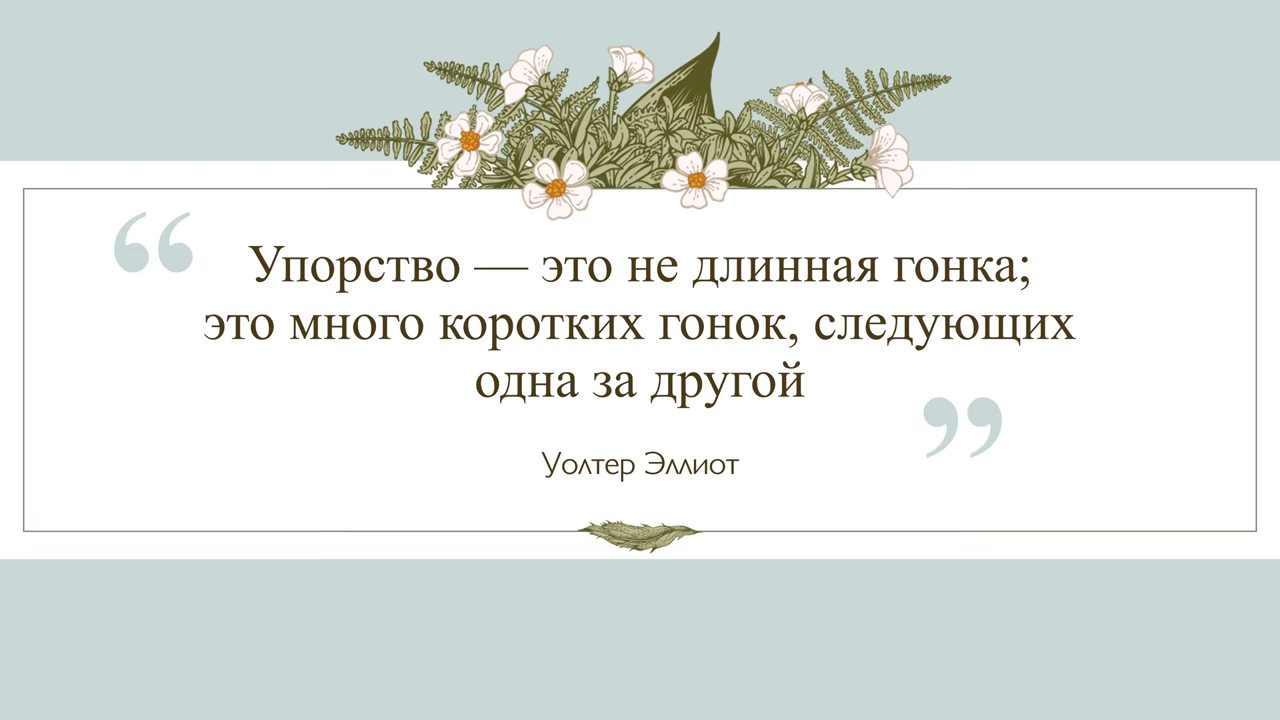 “
Упорство — это не длинная гонка;
это много коротких гонок, следующих
одна за другой
”
Уолтер Эллиот